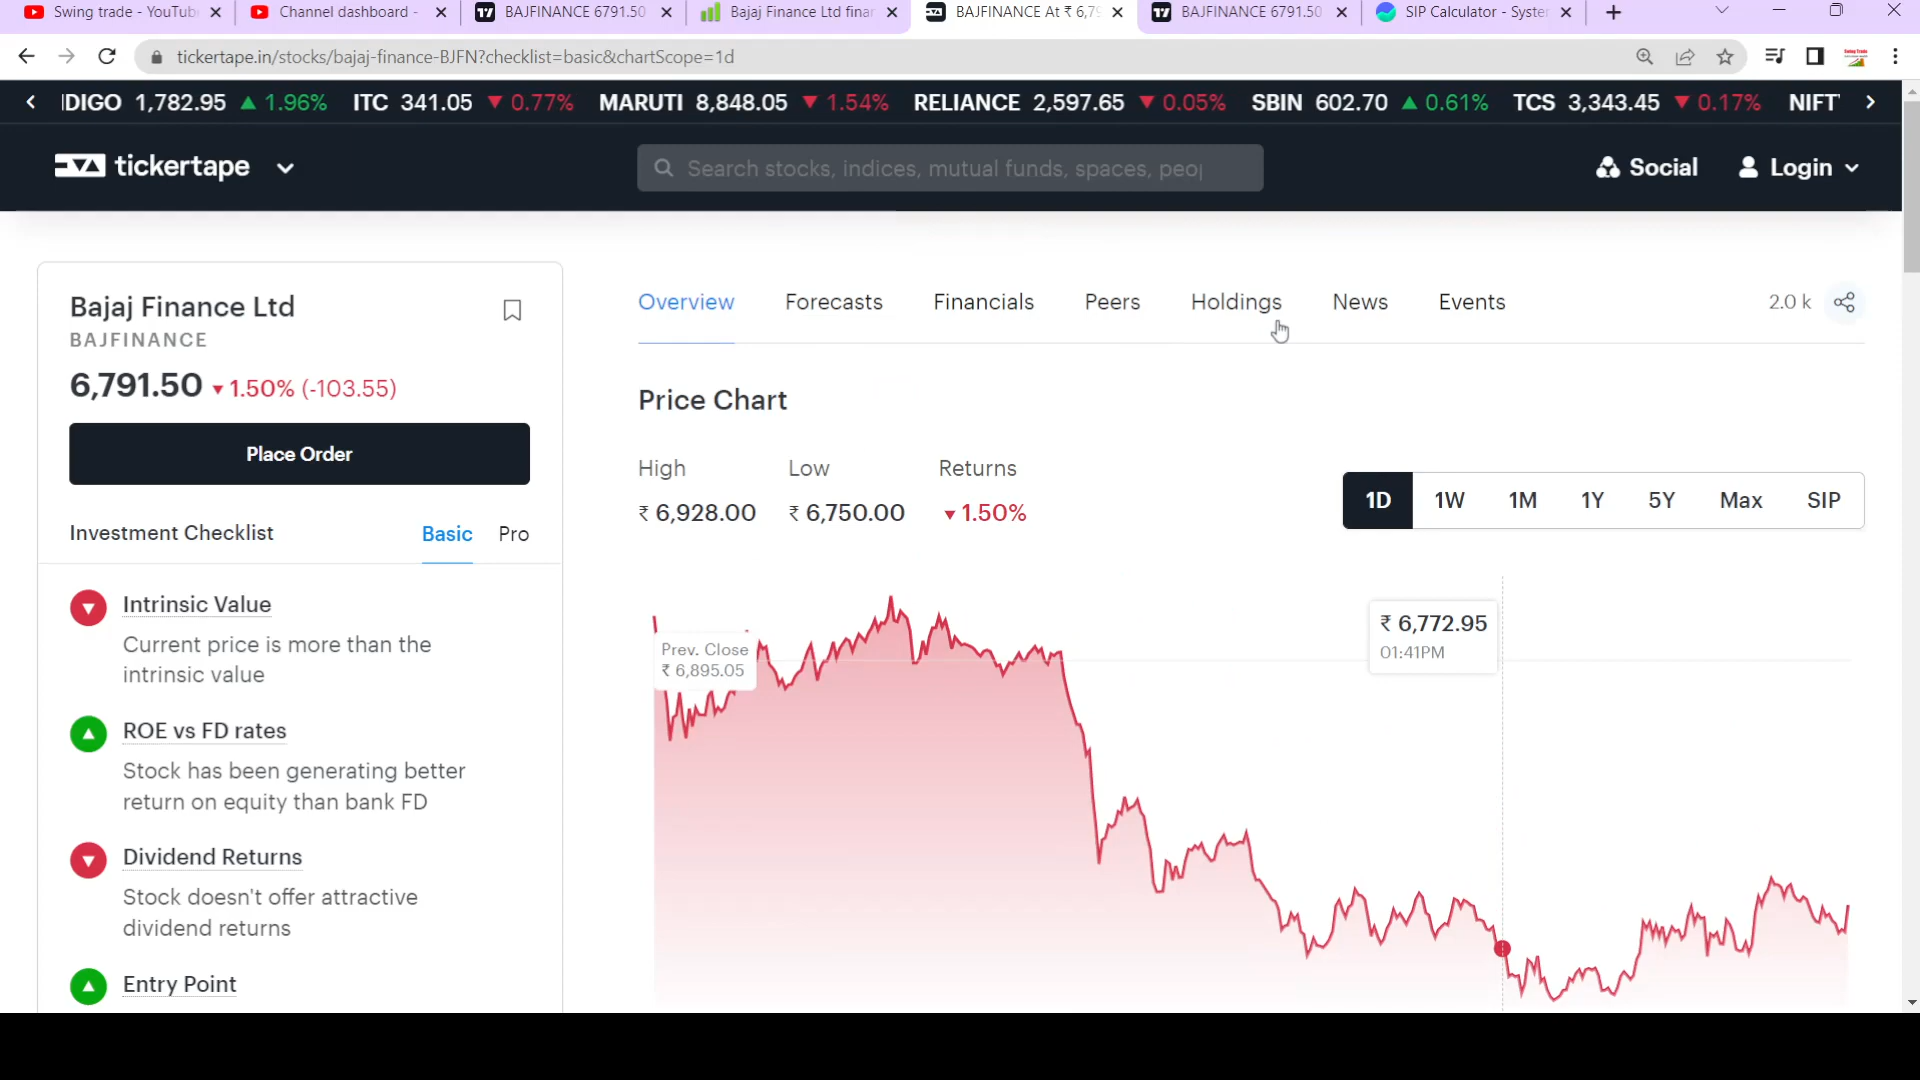 Swing trade - YouTub
Channel dashboard -
BAJFINANCE 6791.50
Bajaj Finance Ltd finar
BAJFINANCE At ₹ 6,79
BAJFINANCE 6791.50
SIP Calculator - Syster
tickertape.in/stocks/bajaj-finance-BJFN?checklist=basic&chartScope=1d
IDIGO 1,782.95 ▲ 1.96% ITC 341.05 ▼ 0.77% MARUTI 8,848.05 ▼ 1.54% RELIANCE 2,597.65 ▼ 0.05% SBIN 602.70 ▲ 0.61% TCS 3,343.45 ▼ 0.17% NIFT
tickertape
Search stocks, indices, mutual funds, spaces, peo
Social
Login
Bajaj Finance Ltd
BAJFINANCE
6,791.50 ▼ 1.50% (-103.55)
Place Order
Investment Checklist Basic Pro
Intrinsic Value
Current price is more than the
intrinsic value
ROE vs FD rates
Stock has been generating better
return on equity than bank FD
Dividend Returns
Stock doesn't offer attractive
dividend returns
Entry Point
Overview Forecasts Financials Peers Holdings News Events 2.0 k
Price Chart
High Low Returns
₹ 6,928.00 ₹ 6,750.00 ▼ 1.50%
1D 1W 1M 1Y 5Y Max SIP
Prev. Close
₹ 6,895.05
₹ 6,772.95
01:41PM